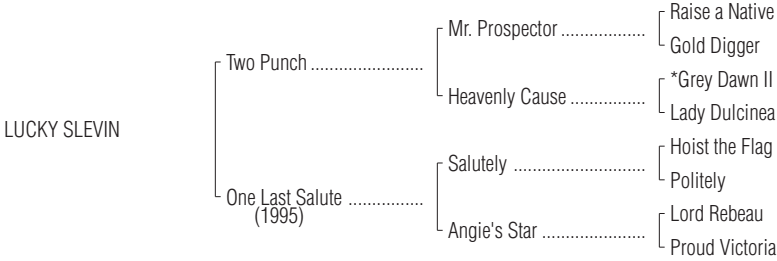 Raise a Native
Mr. Prospector ..................
Gold Digger
Two Punch ........................
*Grey Dawn II
Heavenly Cause ................
Lady Dulcinea
LUCKY SLEVIN
Hoist the Flag
Salutely ............................
Politely
One Last Salute ................
(1995)
Lord Rebeau
Angie's Star ......................
Proud Victoria